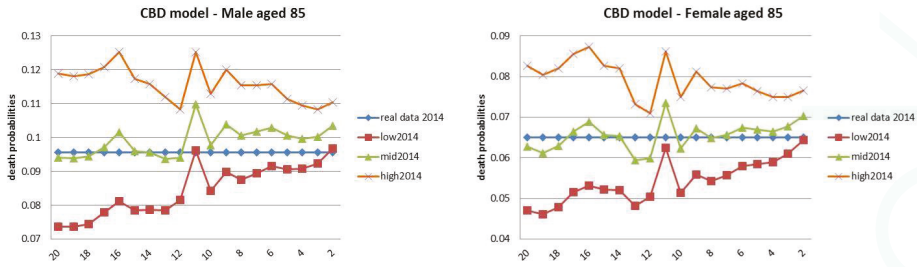 CBD model - Male aged 85
death probabilities
0.13
0.12
0.11
0.1
0.09
0.08
0.07
20
18
16
14
12
10
8
6
4
2
real data 2014
low2014
mid2014
high2014
CBD model - Female aged 85
death probabilities
0.09
0.08
0.07
0.06
0.05
0.04
20
18
16
14
12
10
8
6
4
2
real data 2014
low2014
mid2014
high2014